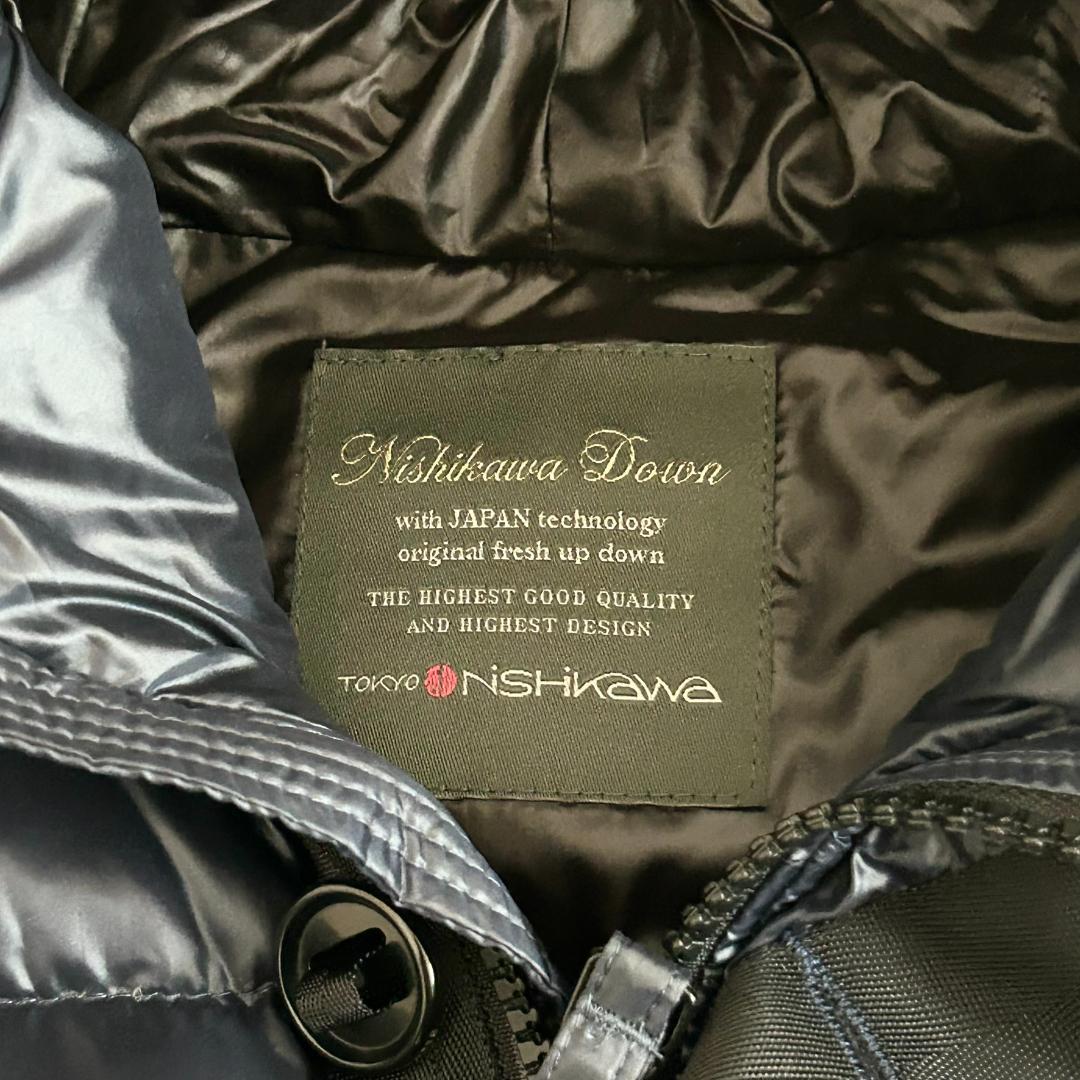 Nishikawa Down
with JAPAN technology
original fresh up down
THE HIGHEST GOOD QUALITY
AND HIGHEST DESIGN
TOKYO NiSHiKaWa